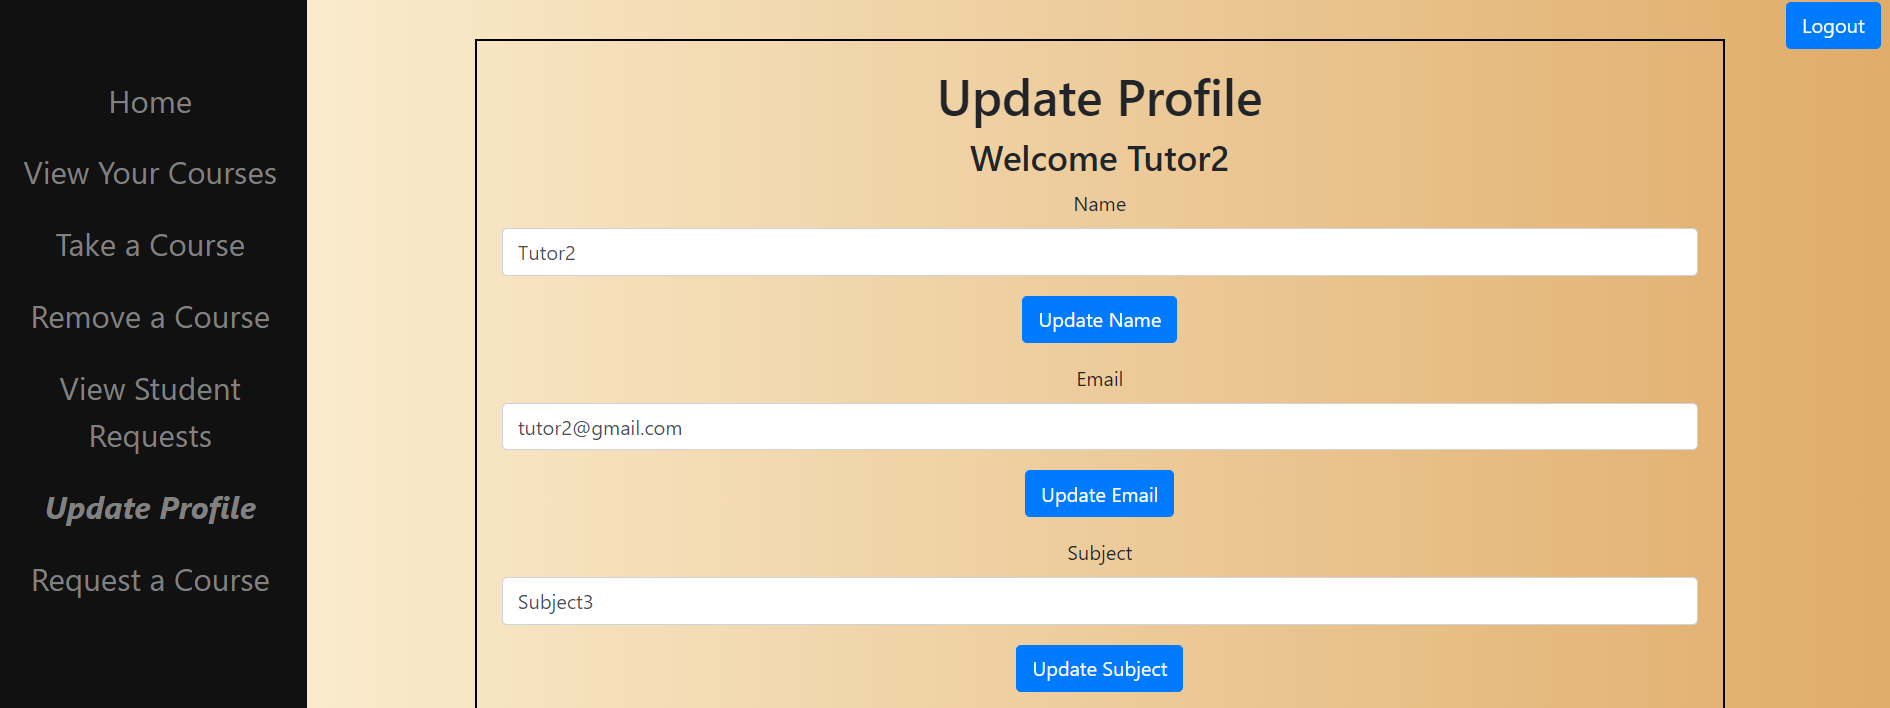 Home
View Your Courses
Take a Course
Remove a Course
View Student
Requests
Update Profile
Request a Course
Logout
Update Profile
Welcome Tutor2
Name
Tutor2
Update Name
Email
tutor2@gmail.com
Update Email
Subject
Subject3
Update Subject